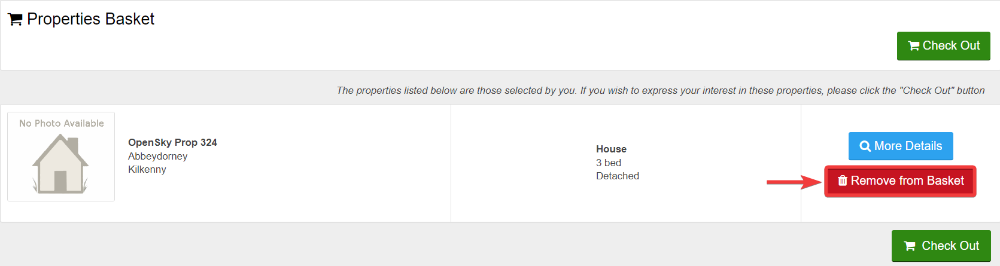 Properties Basket
Check Out
The properties listed below are those selected by you. If you wish to express your interest in these properties, please click the "Check Out" button
No Photo Available
OpenSky Prop 324
Abbeydorney
Kilkenny
House
3 bed
Detached
More Details
Remove from Basket
Check Out